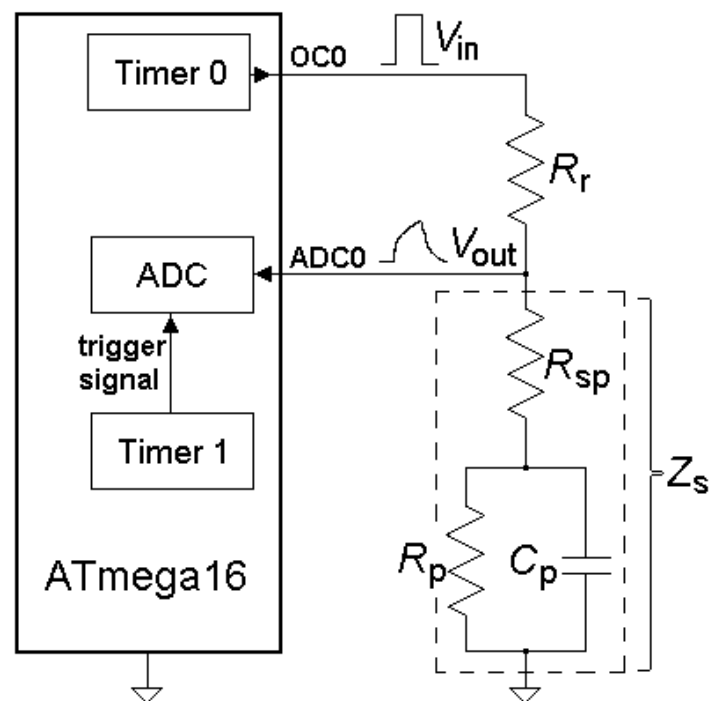 Timer 0
OC0
Vin
Rr
ADC
ADC0
Vout
trigger
signal
Rsp
Timer 1
Zs
Rp
Cp
ATmega16